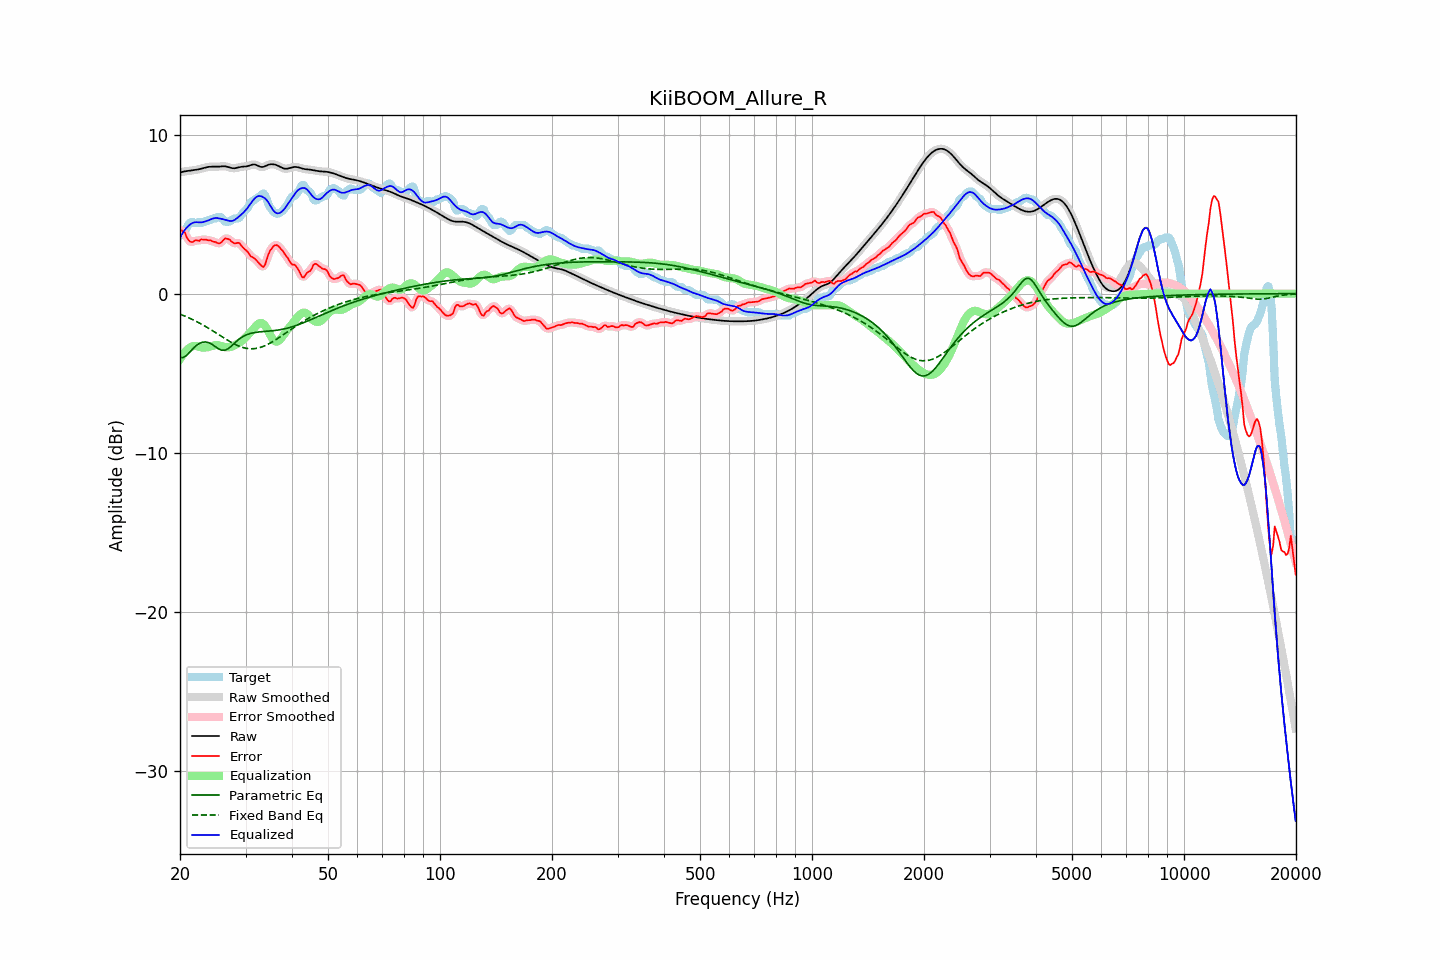 KiiBOOM_Allure_R
10
0
−10
−20
−30
Amplitude (dBr)
Target
Raw Smoothed
Error Smoothed
Raw
Error
Equalization
Parametric Eq
Fixed Band Eq
Equalized
20 50 100 200 500 1000 2000 5000 10000 20000
Frequency (Hz)